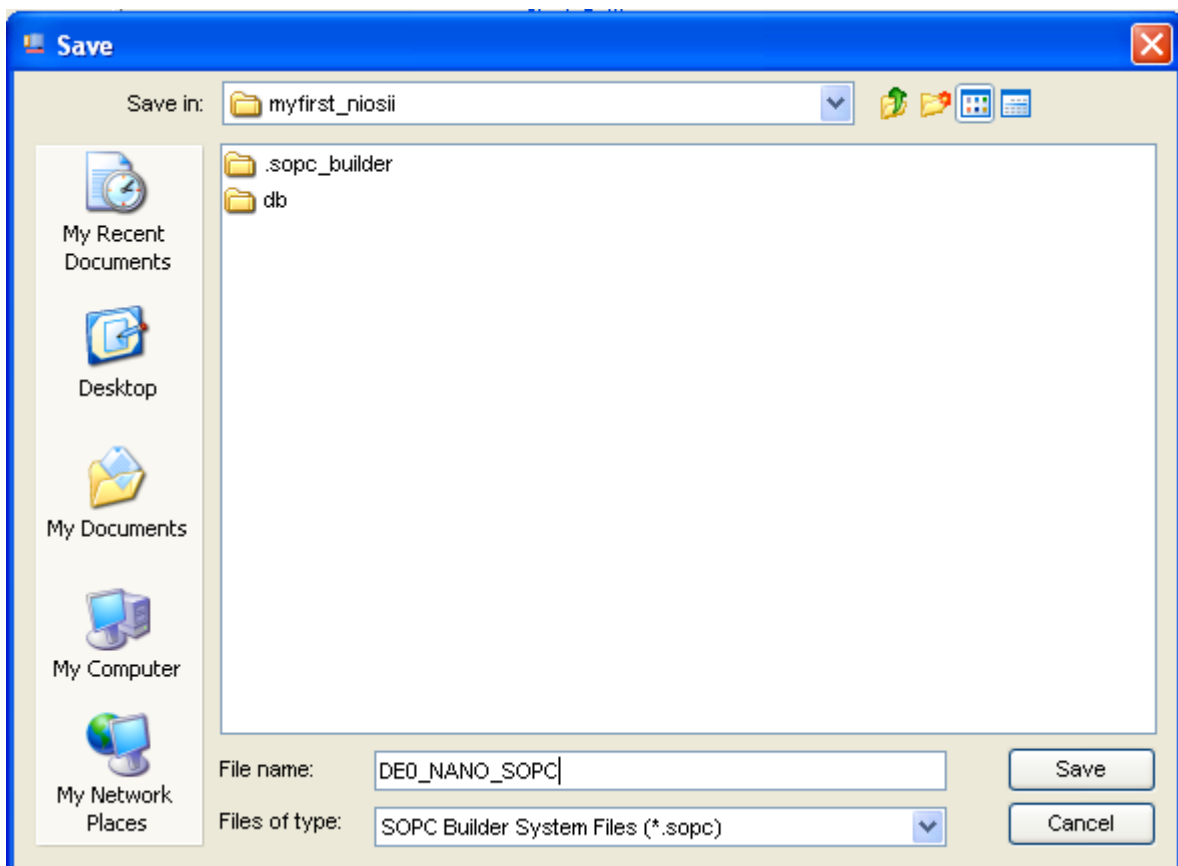 Save
Save in:
myfirst_niosii
.sopc_builder
db
My Recent
Documents
Desktop
My Documents
My Computer
My Network
Places
File name:
DE0_NANO_SOPC
Save
Files of type:
SOPC Builder System Files (*.sopc)
Cancel